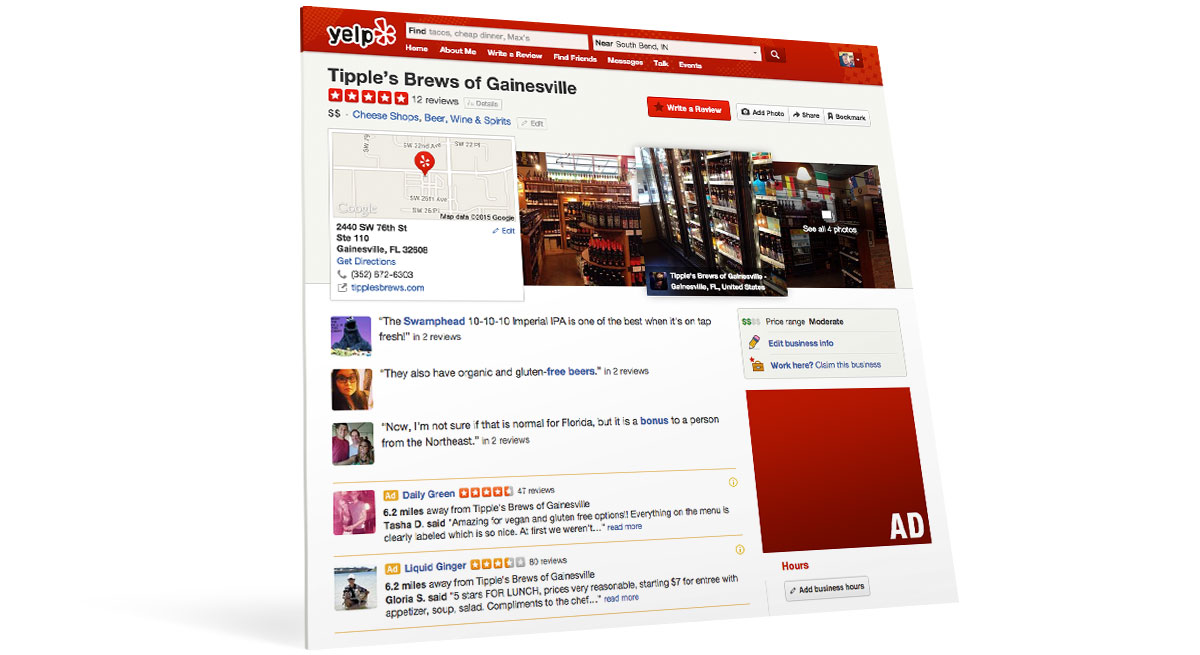 yelp
Find tacos, cheap dinner, Max's
Near South Bend, IN
Home About Me Write a Review Find Friends Messages Talk Events
Tipple's Brews of Gainesville
12 reviews Details
$$ · Cheese Shops, Beer, Wine & Spirits Edit
Write a Review Add Photo Share Bookmark
SW 22nd Ave SW 22 Pl
SW 79
SW 25th Ave
SW 26 Pl
Google
Map data ©2015 Google
2440 SW 76th St
Ste 110
Gainesville, FL 32608
Edit
Get Directions
(352) 672-6303
tipplesbrews.com
Tipple's Brews of Gainesville -
Gainesville, FL, United States
See all 4 photos
"The Swamphead 10-10-10 Imperial IPA is one of the best when it's on tap
fresh!" in 2 reviews
"They also have organic and gluten-free beers." in 2 reviews
"Now, I'm not sure if that is normal for Florida, but it is a bonus to a person
from the Northeast." in 2 reviews
$$$$ Price range Moderate
Edit business info
Work here? Claim this business
Ad Daily Green 47 reviews
6.2 miles away from Tipple's Brews of Gainesville
Tasha D. said "Amazing for vegan and gluten free options!! Everything on the menu is
clearly labeled which is so nice. At first we weren't..." read more
Ad Liquid Ginger 80 reviews
6.2 miles away from Tipple's Brews of Gainesville
Gloria S. said "5 stars FOR LUNCH, prices very reasonable, starting $7 for entree with
appetizer, soup, salad. Compliments to the chef..." read more
AD
Hours
Add business hours